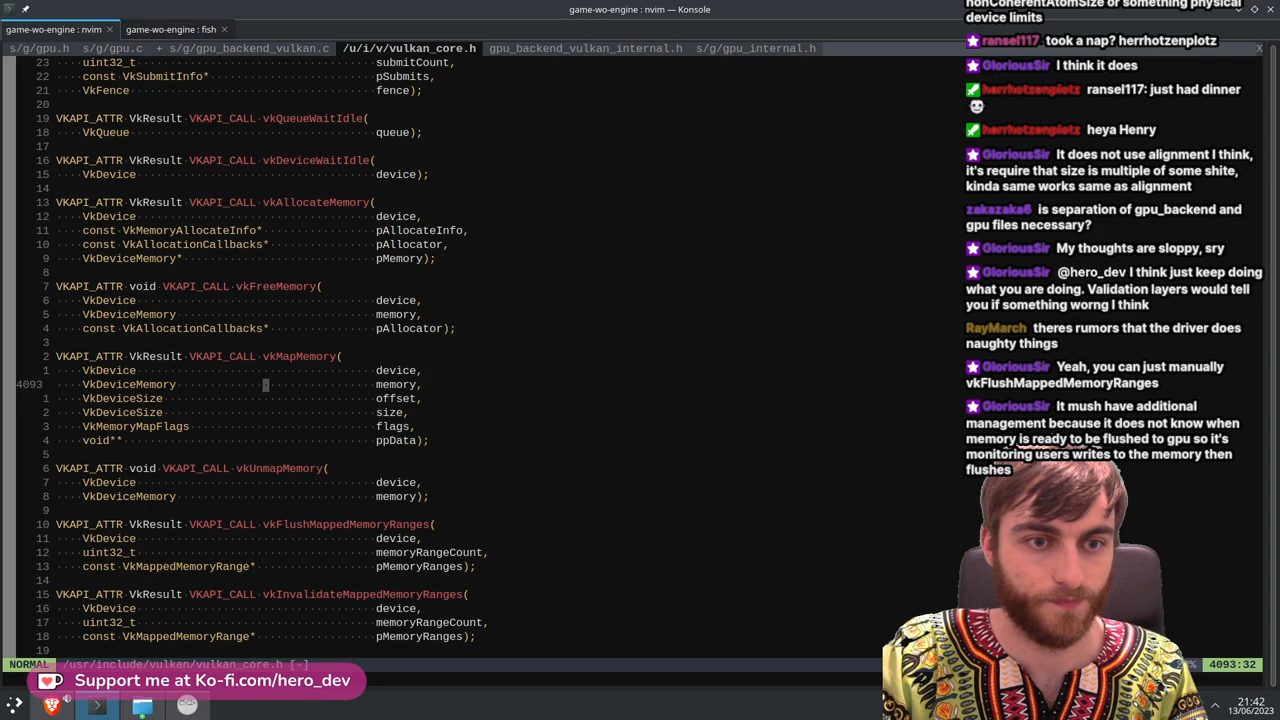 game-wo-engine : nvim — Konsole
game-wo-engine : nvim
game-wo-engine : fish
s/g/gpu.h s/g/gpu.c + s/g/gpu_backend_vulkan.c /u/i/v/vulkan_core.h gpu_backend_vulkan_internal.h s/g/gpu_internal.h X
23 uint32_t submitCount,
22 const VkSubmitInfo* pSubmits,
21 VkFence fence);
20
19 VKAPI_ATTR VkResult VKAPI_CALL vkQueueWaitIdle(
18 VkQueue queue);
17
16 VKAPI_ATTR VkResult VKAPI_CALL vkDeviceWaitIdle(
15 VkDevice device);
14
13 VKAPI_ATTR VkResult VKAPI_CALL vkAllocateMemory(
12 VkDevice device,
11 const VkMemoryAllocateInfo* pAllocateInfo,
10 const VkAllocationCallbacks* pAllocator,
9 VkDeviceMemory* pMemory);
8
7 VKAPI_ATTR void VKAPI_CALL vkFreeMemory(
6 VkDevice device,
5 VkDeviceMemory memory,
4 const VkAllocationCallbacks* pAllocator);
3
2 VKAPI_ATTR VkResult VKAPI_CALL vkMapMemory(
1 VkDevice device,
4093 VkDeviceMemory memory,
1 VkDeviceSize offset,
2 VkDeviceSize size,
3 VkMemoryMapFlags flags,
4 void** ppData);
5
6 VKAPI_ATTR void VKAPI_CALL vkUnmapMemory(
7 VkDevice device,
8 VkDeviceMemory memory);
9
10 VKAPI_ATTR VkResult VKAPI_CALL vkFlushMappedMemoryRanges(
11 VkDevice device,
12 uint32_t memoryRangeCount,
13 const VkMappedMemoryRange* pMemoryRanges);
14
15 VKAPI_ATTR VkResult VKAPI_CALL vkInvalidateMappedMemoryRanges(
16 VkDevice device,
17 uint32_t memoryRangeCount,
18 const VkMappedMemoryRange* pMemoryRanges);
19
NORMAL /usr/include/vulkan/vulkan_core.h [-] 4093:32
Support me at Ko-fi.com/hero_dev
nonCoherentAtomSize or something physical
device limits
ransel117 took a nap? herrhotzenplotz
GloriousSir I think it does
herrhotzenplotz ransel117: just had dinner
herrhotzenplotz heya Henry
GloriousSir It does not use alignment I think,
it's require that size is multiple of some shite,
kinda same works same as alignment
zakazaka6 is separation of gpu_backend and
gpu files necessary?
GloriousSir My thoughts are sloppy, sry
GloriousSir @hero_dev I think just keep doing
what you are doing. Validation layers would tell
you if something worng I think
RayMarch theres rumors that the driver does
naughty things
GloriousSir Yeah, you can just manually
vkFlushMappedMemoryRanges
GloriousSir It mush have additional
management because it does not know when
memory is ready to be flushed to gpu so it's
monitoring users writes to the memory then
flushes
21:42
13/06/2023